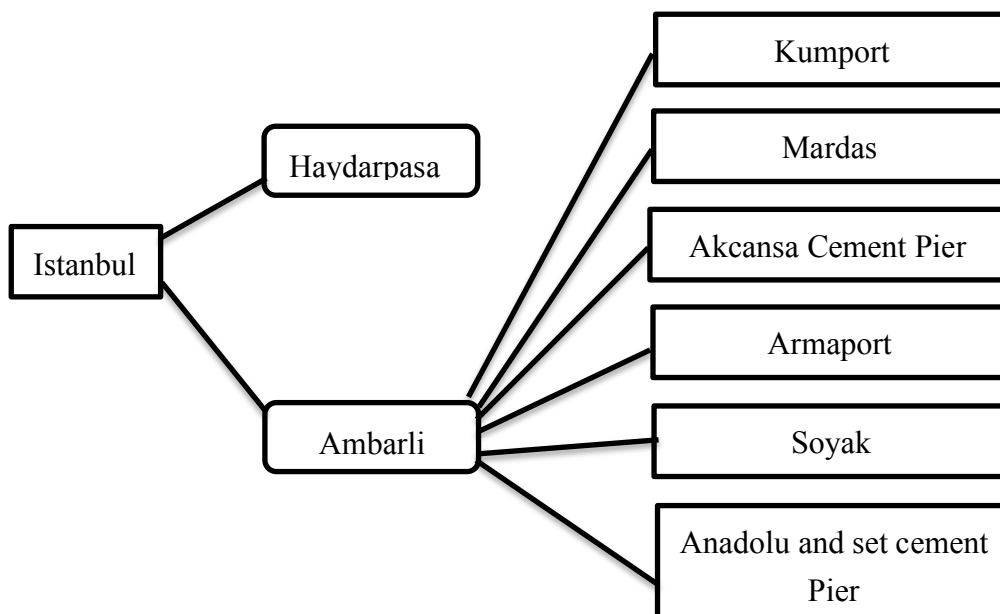 Kumport
Haydarpasa
Mardas
Istanbul
Akcansa Cement Pier
Armaport
Ambarli
Soyak
Anadolu and set cement
Pier